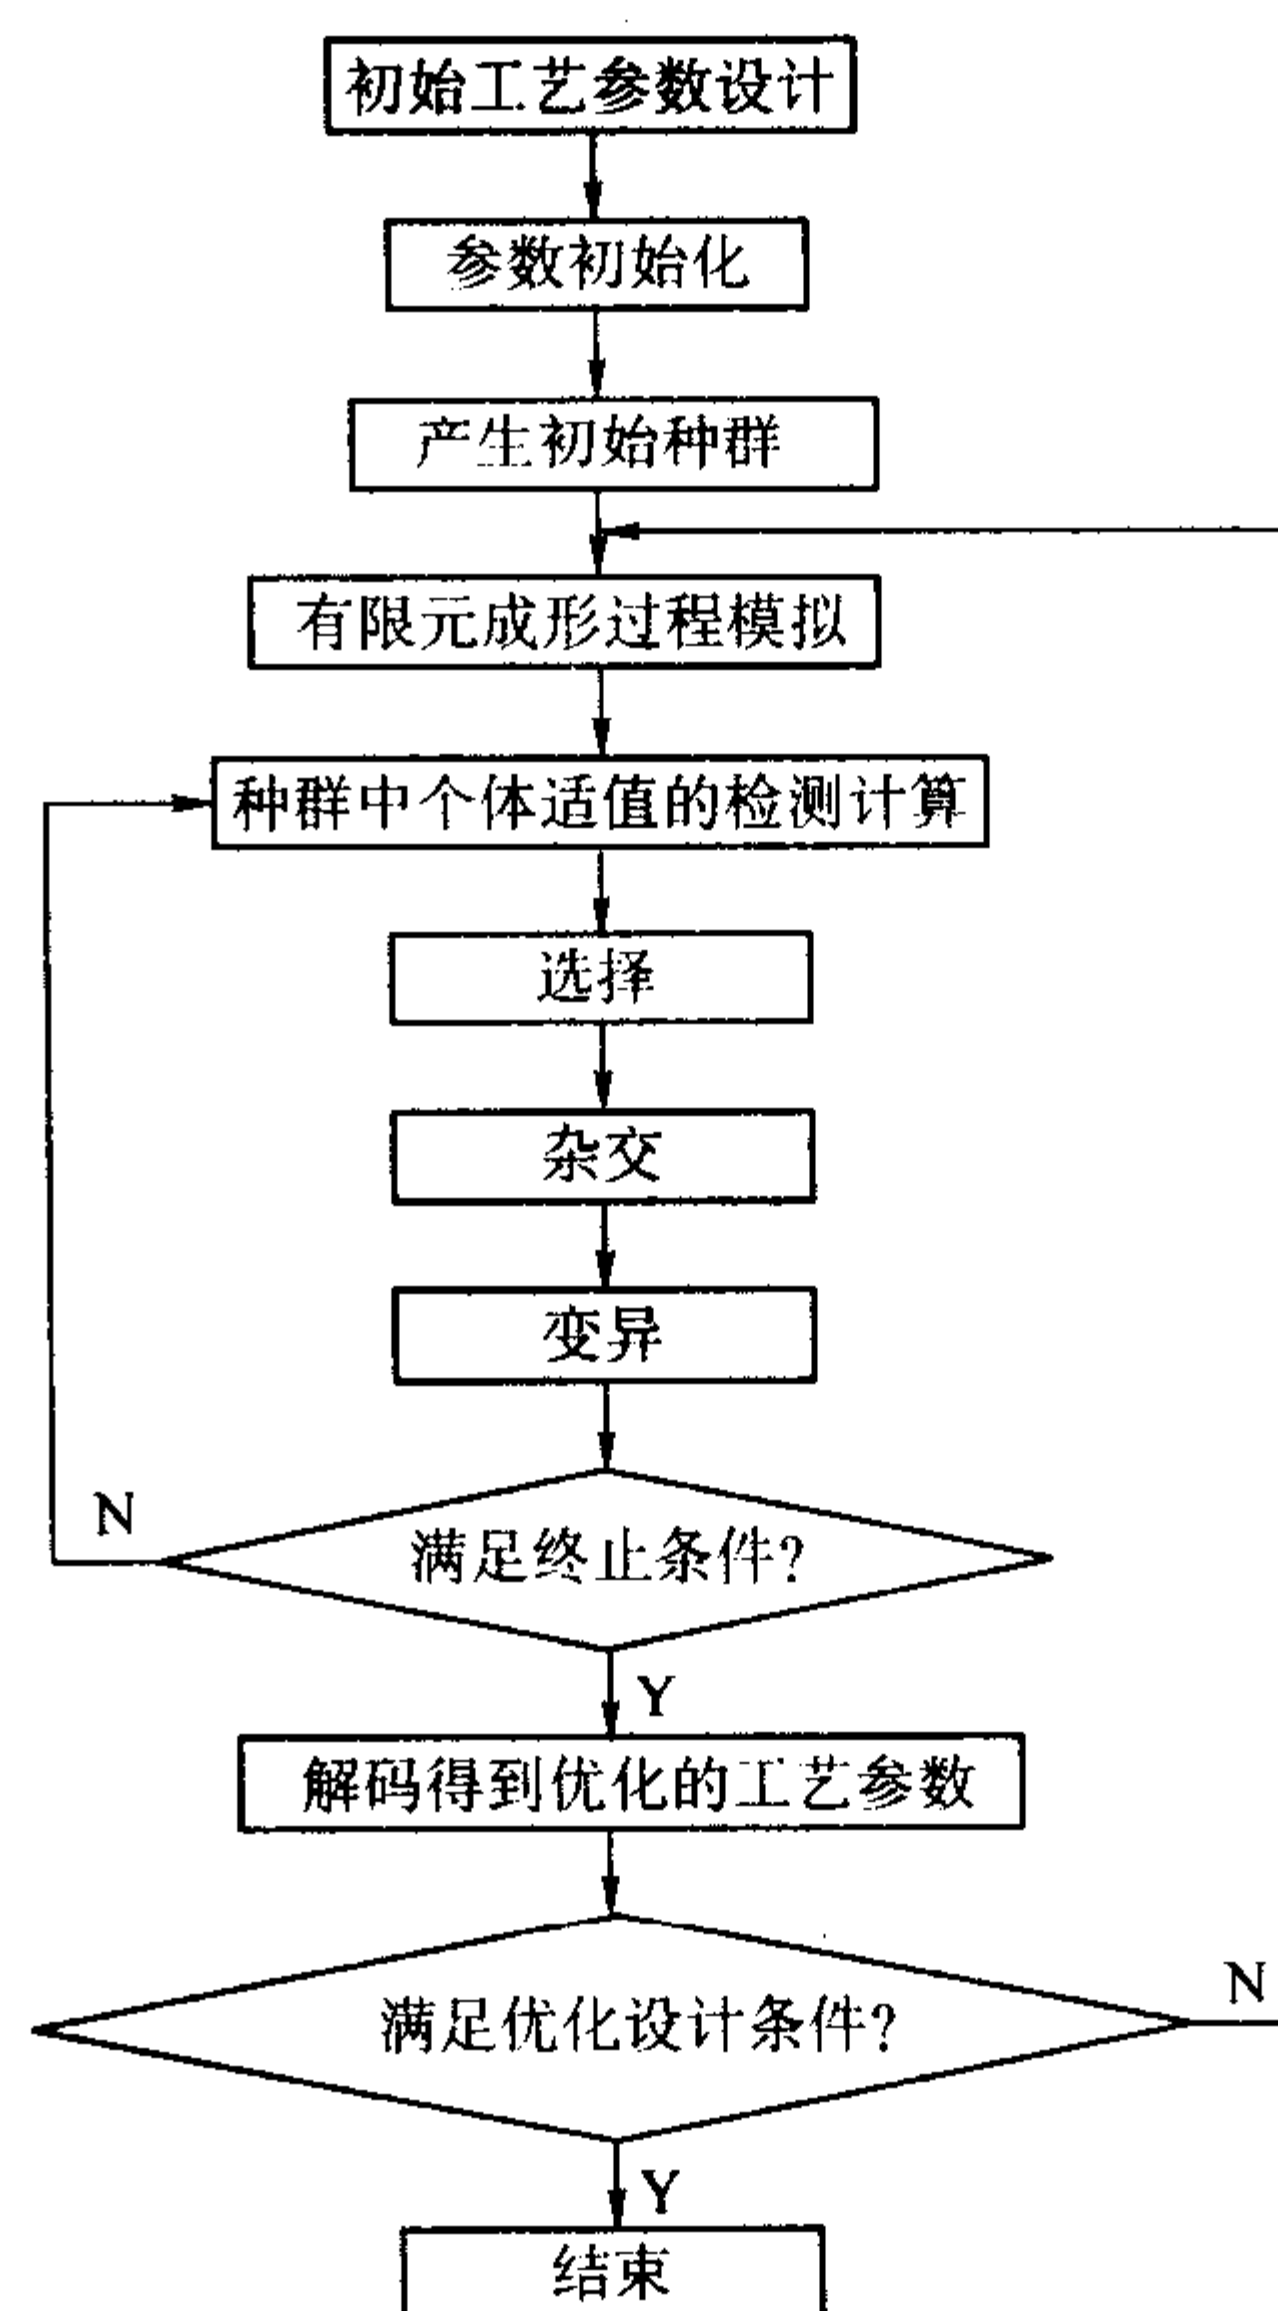 初始工艺参数设计
参数初始化
产生初始种群
有限元成形过程模拟
种群中个体适值的检测计算
选择
杂交
变异
N
满足终止条件?
Y
解码得到优化的工艺参数
N
满足优化设计条件?
Y
结束